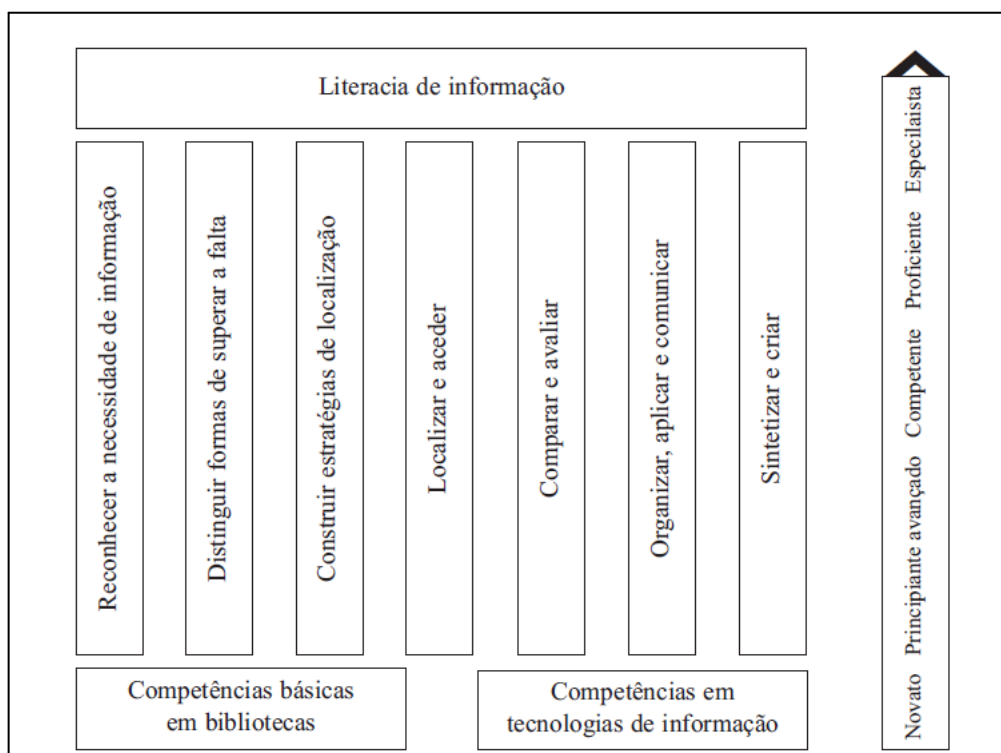 Literacia de informação
Reconhecer a necessidade de informação
Distinguir formas de superar a falta
Construir estratégias de localização
Localizar e aceder
Comparar e avaliar
Organizar, aplicar e comunicar
Sintetizar e criar
Competências básicas
em bibliotecas
Competências em
tecnologias de informação
Novato Principiante avançado Competente Proficiente Especilaista